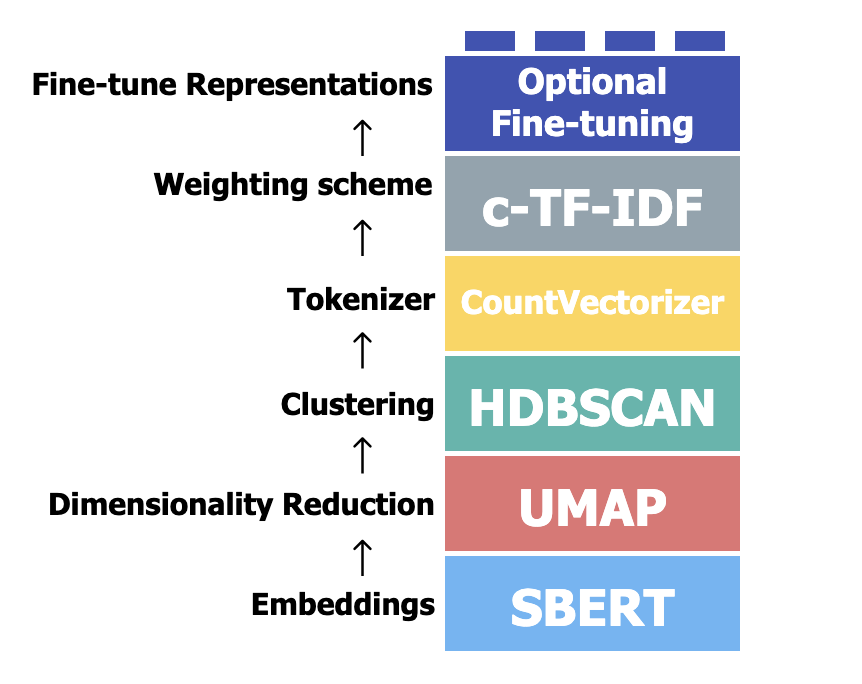 Fine-tune Representations
Optional
Fine-tuning
Weighting scheme
c-TF-IDF
Tokenizer
CountVectorizer
Clustering
HDBSCAN
Dimensionality Reduction
UMAP
Embeddings
SBERT